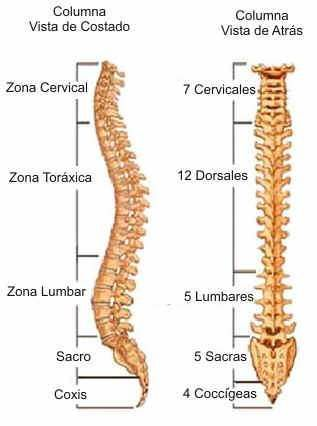 Columna
Vista de Costado
Zona Cervical
Zona Toráxica
Zona Lumbar
Sacro
Coxis
Columna
Vista de Atrás
7 Cervicales
12 Dorsales
5 Lumbares
5 Sacras
4 Coccígeas